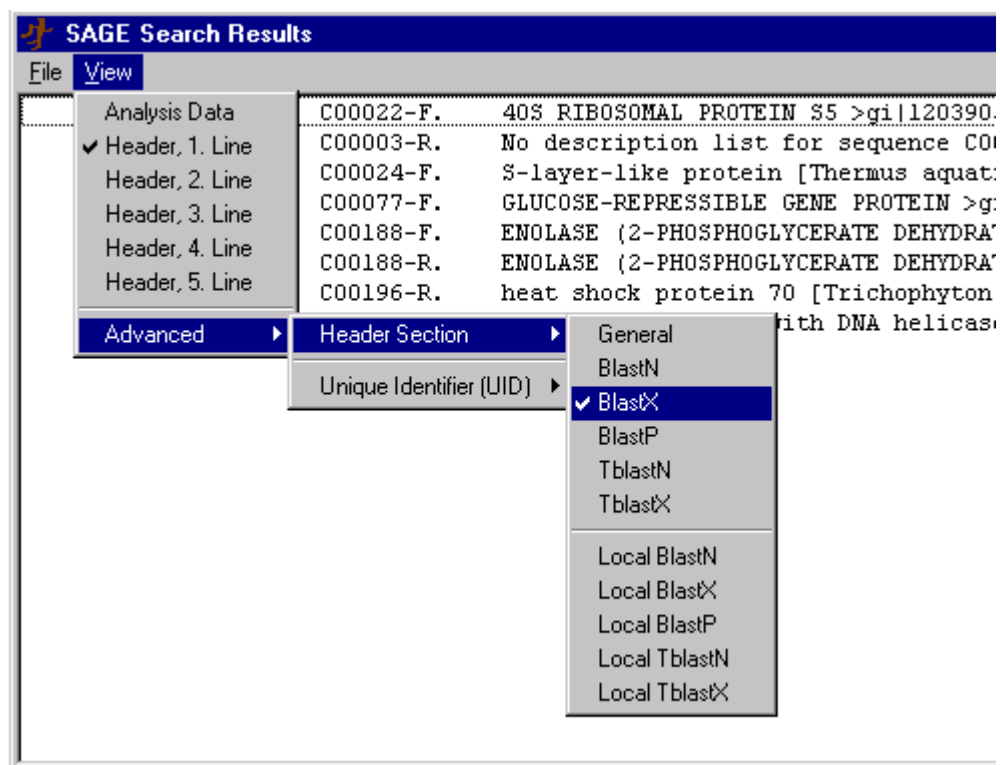 SAGE Search Results
File View
Analysis Data
Header, 1. Line
Header, 2. Line
Header, 3. Line
Header, 4. Line
Header, 5. Line
Advanced
Header Section
Unique Identifier (UID)
General
BlastN
BlastX
BlastP
TblastN
TblastX
Local BlastN
Local BlastX
Local BlastP
Local TblastN
Local TblastX
C00022-F. 40S RIBOSOMAL PROTEIN S5 >gi|120390
C00003-R. No description list for sequence
C00024-F. S-layer-like protein [Thermus
C00077-F. GLUCOSE-REPRESSIBLE GENE PROTEIN
C00188-F. ENOLASE (2-PHOSPHOGLYCERATE
C00188-R. ENOLASE (2-PHOSPHOGLYCERATE
C00196-R. heat shock protein 70 [Trichophyton
with DNA